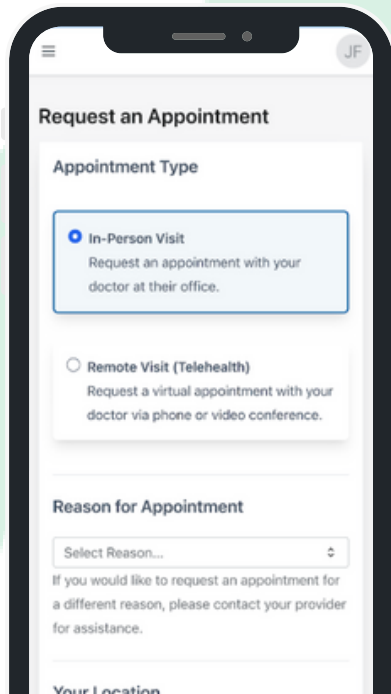 JF
Request an Appointment
Appointment Type
In-Person Visit
Request an appointment with your
doctor at their office.
Remote Visit (Telehealth)
Request a virtual appointment with your
doctor via phone or video conference.
Reason for Appointment
Select Reason...
If you would like to request an appointment for
a different reason, please contact your provider
for assistance.
Your Location